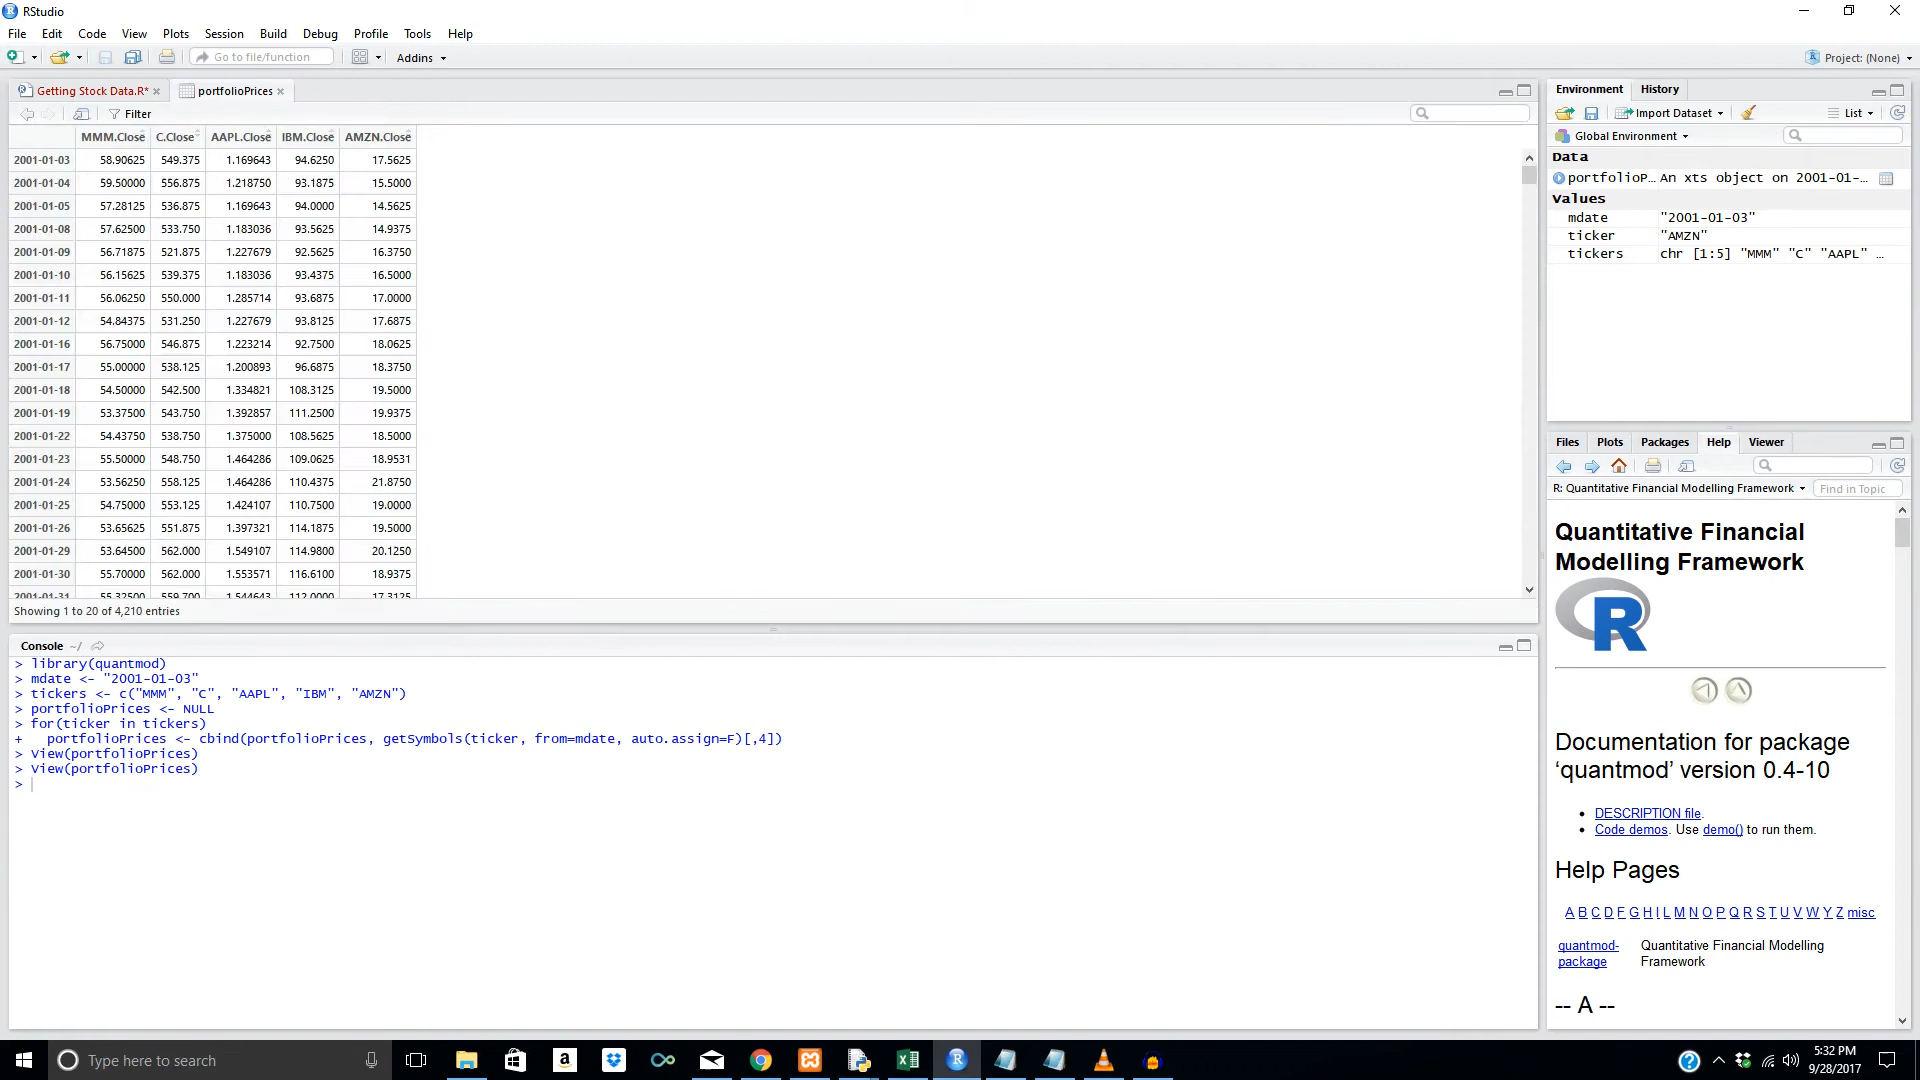 RStudio
File Edit Code View Plots Session Build Debug Profile Tools Help
Go to file/function Addins Project: (None)
Getting Stock Data.R* portfolioPrices
Filter
MMM.Close C.Close AAPL.Close IBM.Close AMZN.Close
2001-01-03 58.90625 549.375 1.169643 94.6250 17.5625
2001-01-04 59.50000 556.875 1.218750 93.1875 15.5000
2001-01-05 57.28125 536.875 1.169643 94.0000 14.5625
2001-01-08 57.62500 533.750 1.183036 93.5625 14.9375
2001-01-09 56.71875 521.875 1.227679 92.5625 16.3750
2001-01-10 56.15625 539.375 1.183036 93.4375 16.5000
2001-01-11 56.06250 550.000 1.285714 93.6875 17.0000
2001-01-12 54.84375 531.250 1.227679 93.8125 17.6875
2001-01-16 56.75000 546.875 1.223214 92.7500 18.0625
2001-01-17 55.00000 538.125 1.200893 96.6875 18.3750
2001-01-18 54.50000 542.500 1.334821 108.3125 19.5000
2001-01-19 53.37500 543.750 1.392857 111.2500 19.9375
2001-01-22 54.43750 538.750 1.375000 108.5625 18.5000
2001-01-23 55.50000 548.750 1.464286 109.0625 18.9531
2001-01-24 53.56250 558.125 1.464286 110.4375 21.8750
2001-01-25 54.75000 553.125 1.424107 110.7500 19.0000
2001-01-26 53.65625 551.875 1.397321 114.1875 19.5000
2001-01-29 53.64500 562.000 1.549107 114.9800 20.1250
2001-01-30 55.70000 562.000 1.553571 116.6100 18.9375
2001-01-31 55.32500 559.700 1.544643 112.0000 17.3125
Showing 1 to 20 of 4,210 entries
Console ~/
> library(quantmod)
> mdate <- "2001-01-03"
> tickers <- c("MMM", "C", "AAPL", "IBM", "AMZN")
> portfolioPrices <- NULL
> for(ticker in tickers)
+   portfolioPrices <- cbind(portfolioPrices, getSymbols(ticker, from=mdate, auto.assign=F)[,4])
> View(portfolioPrices)
> View(portfolioPrices)
>
Environment History
Import Dataset List
Global Environment
Data
portfolioP… An xts object on 2001-01-…
Values
mdate "2001-01-03"
ticker "AMZN"
tickers chr [1:5] "MMM" "C" "AAPL" …
Files Plots Packages Help Viewer
R: Quantitative Financial Modelling Framework Find in Topic
Quantitative Financial
Modelling Framework
R
Documentation for package
‘quantmod’ version 0.4-10
• DESCRIPTION file.
• Code demos. Use demo() to run them.
Help Pages
A B C D F G H I L M N O P Q R S T U V W Y Z misc
quantmod- Quantitative Financial Modelling
package Framework
-- A --
Type here to search
5:32 PM
9/28/2017